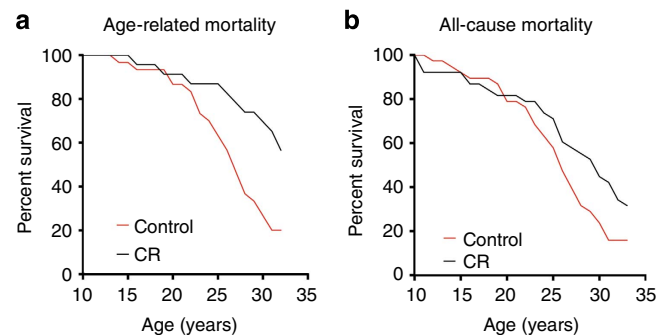 a
Age-related mortality
100
80
60
40
20
0
Percent survival
Control
CR
10 15 20 25 30 35
Age (years)
b
All-cause mortality
100
80
60
40
20
0
Percent survival
Control
CR
10 15 20 25 30 35
Age (years)